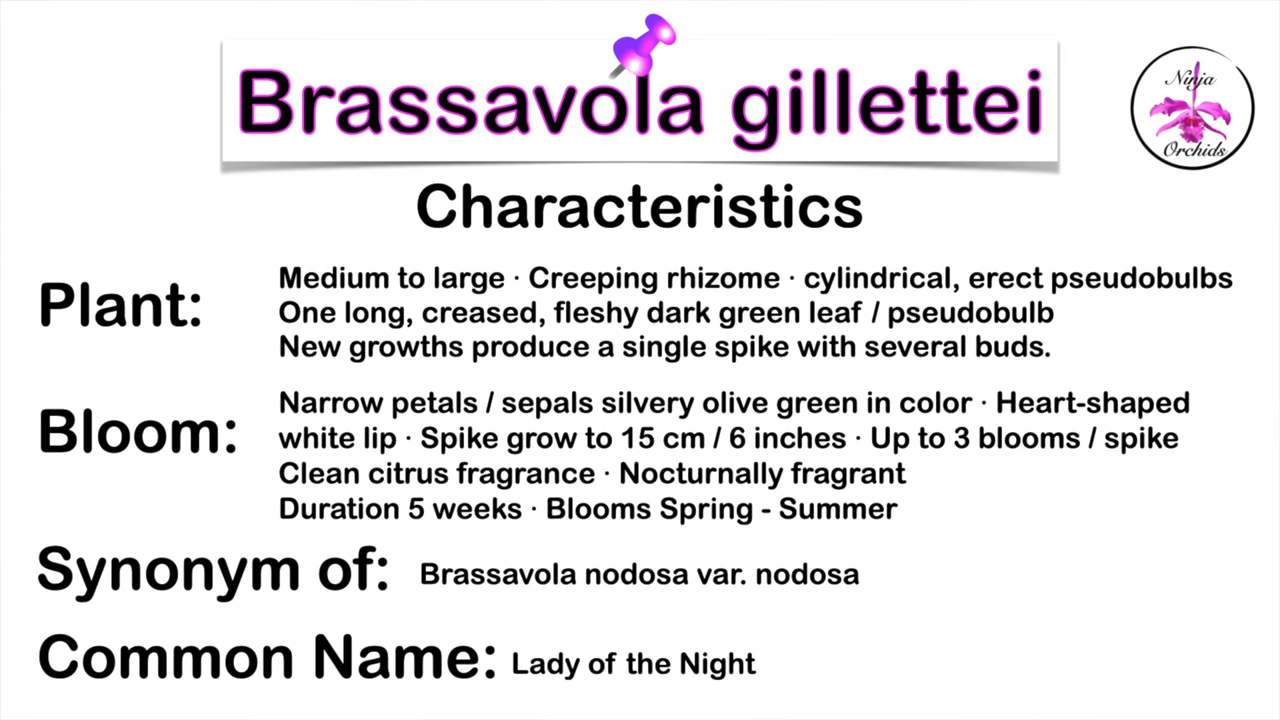 Brassavola gillettei
Ninja
Orchids
Characteristics
Plant:
Medium to large · Creeping rhizome · cylindrical, erect pseudobulbs
One long, creased, fleshy dark green leaf / pseudobulb
New growths produce a single spike with several buds.
Bloom:
Narrow petals / sepals silvery olive green in color · Heart-shaped
white lip · Spike grow to 15 cm / 6 inches · Up to 3 blooms / spike
Clean citrus fragrance · Nocturnally fragrant
Duration 5 weeks · Blooms Spring - Summer
Synonym of: Brassavola nodosa var. nodosa
Common Name: Lady of the Night